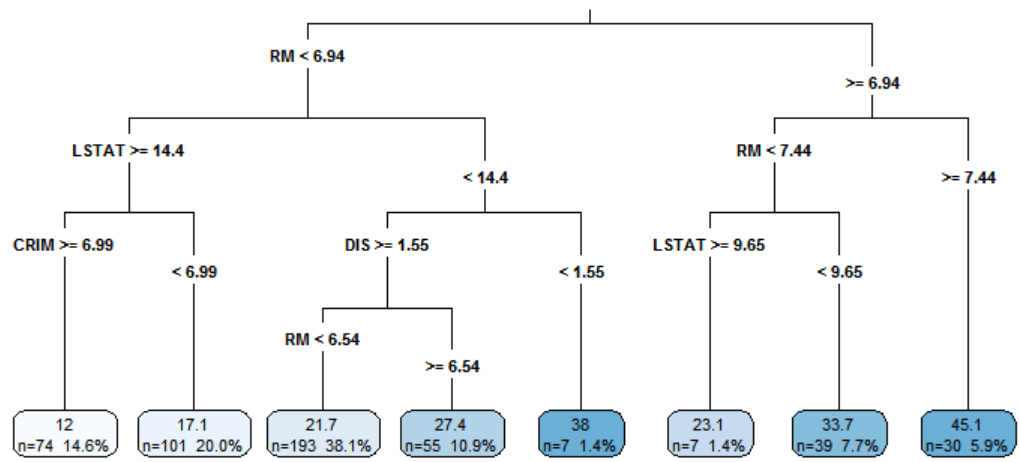 RM < 6.94
>= 6.94
LSTAT >= 14.4
< 14.4
RM < 7.44
>= 7.44
CRIM >= 6.99
< 6.99
DIS >= 1.55
< 1.55
LSTAT >= 9.65
< 9.65
RM < 6.54
>= 6.54
12
n=74 14.6%
17.1
n=101 20.0%
21.7
n=193 38.1%
27.4
n=55 10.9%
38
n=7 1.4%
23.1
n=7 1.4%
33.7
n=39 7.7%
45.1
n=30 5.9%